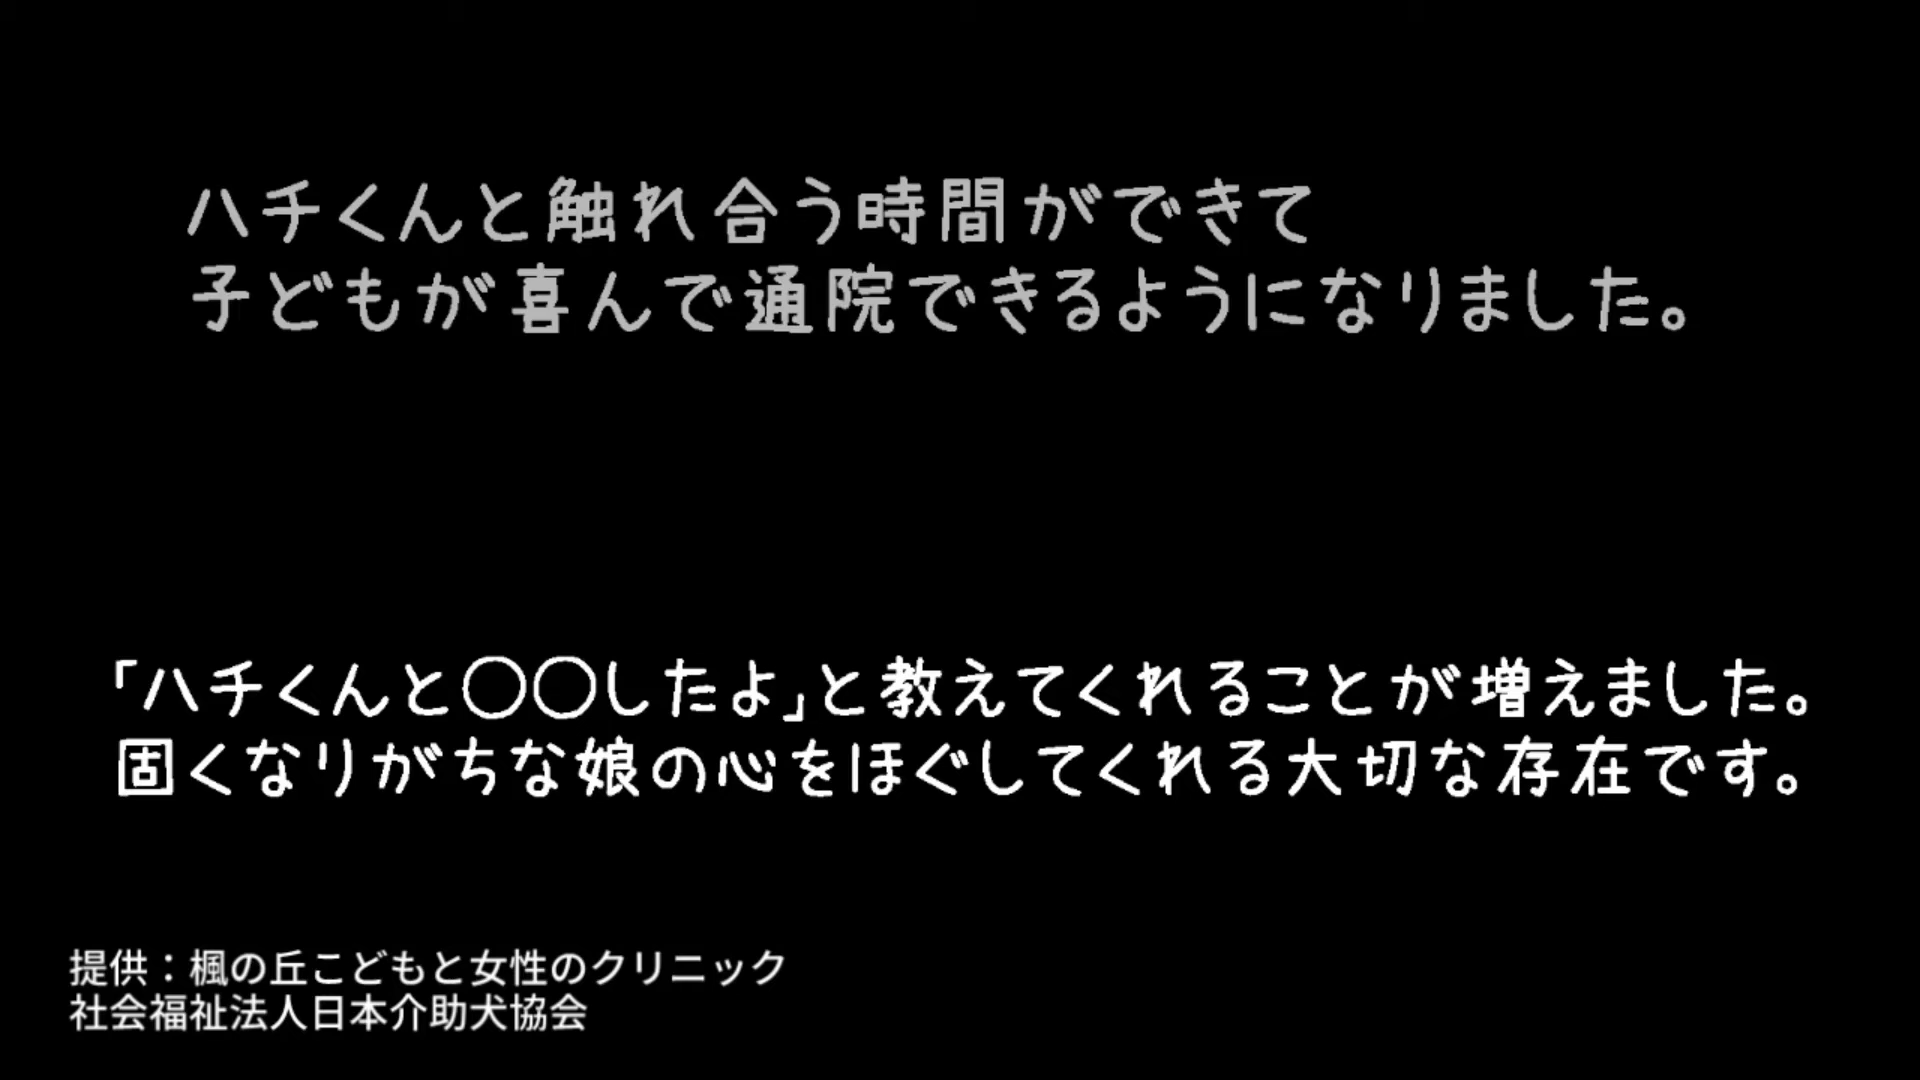 ハチくんと触れ合う時間ができて
子どもが喜んで通院できるようになりました。
「ハチくんと〇〇したよ」と教えてくれることが増えました。
固くなりがちな娘の心をほぐしてくれる大切な存在です。
提供：楓の丘こどもと女性のクリニック
社会福祉法人日本介助犬協会